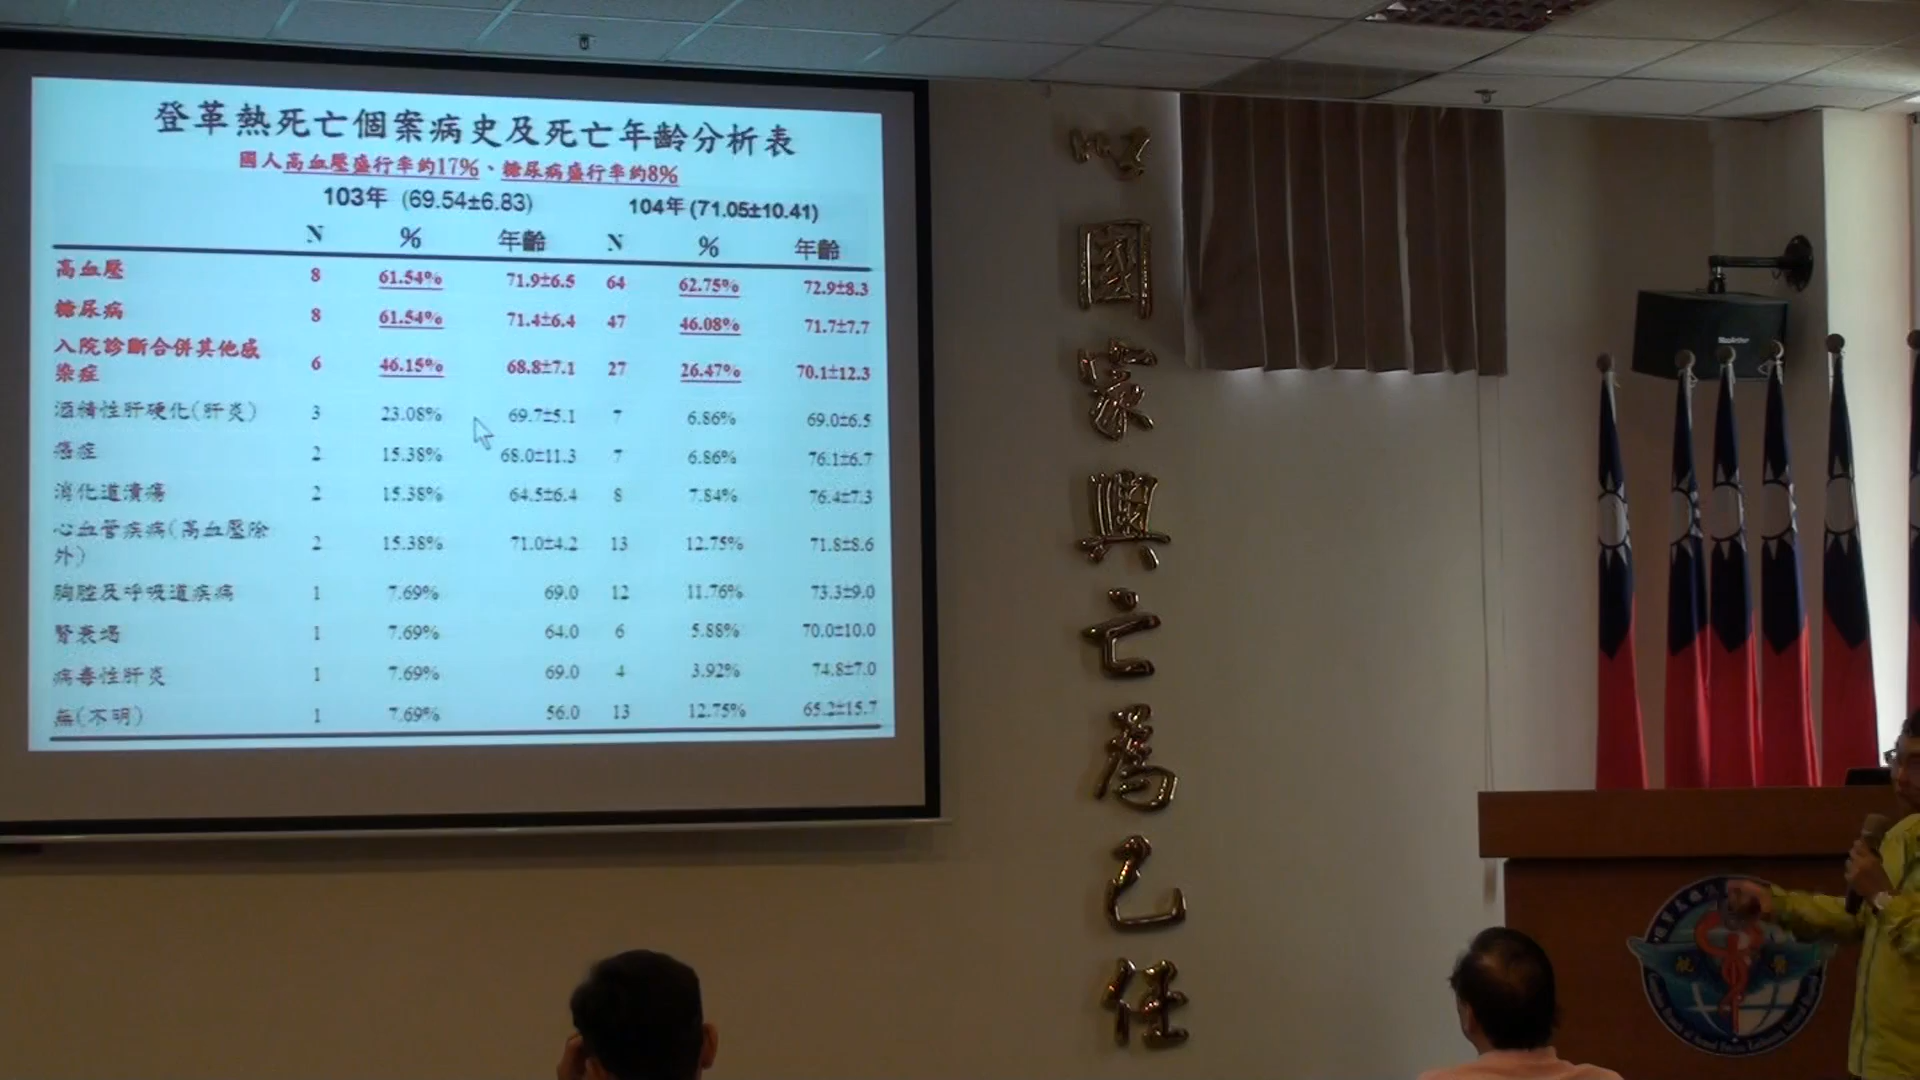 登革熱死亡個案病史及死亡年齡分析表
國人高血壓盛行率約17%、糖尿病盛行率約8%
103年 (69.54±6.83) 104年 (71.05±10.41)
N % 年齡 N % 年齡
高血壓 8 61.54% 71.9±6.5 64 62.75% 72.9±8.3
糖尿病 8 61.54% 71.4±6.4 47 46.08% 71.7±7.7
入院診斷合併其他感
染症 6 46.15% 68.8±7.1 27 26.47% 70.1±12.3
酒精性肝硬化(肝炎) 3 23.08% 69.7±5.1 7 6.86% 69.0±6.5
癌症 2 15.38% 68.0±11.3 7 6.86% 76.1±6.7
消化道潰瘍 2 15.38% 64.5±6.4 8 7.84% 76.4±7.3
心血管疾病(高血壓除
外) 2 15.38% 71.0±4.2 13 12.75% 71.8±8.6
胸腔及呼吸道疾病 1 7.69% 69.0 12 11.76% 73.3±9.0
腎衰竭 1 7.69% 64.0 6 5.88% 70.0±10.0
病毒性肝炎 1 7.69% 69.0 4 3.92% 74.8±7.0
無(不明) 1 7.69% 56.0 13 12.75% 65.2±15.7
以國家興亡為己任
航 醫